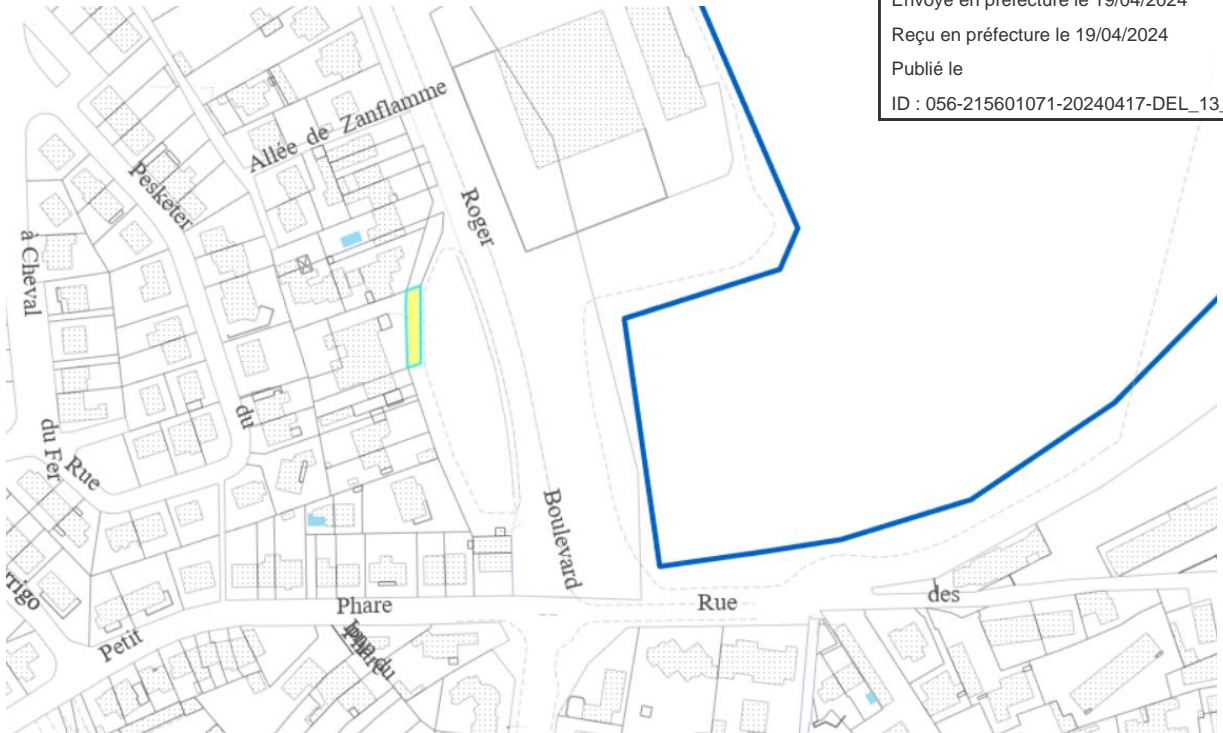 Envoyé en préfecture le 19/04/2024
Reçu en préfecture le 19/04/2024
Publié le
ID : 056-215601071-20240417-DEL_13_
Allée de Zanflamme
Pesketer
Roger
à Cheval
du
du Fer
Rue
Boulevard
Phare
Rue
des
Petit